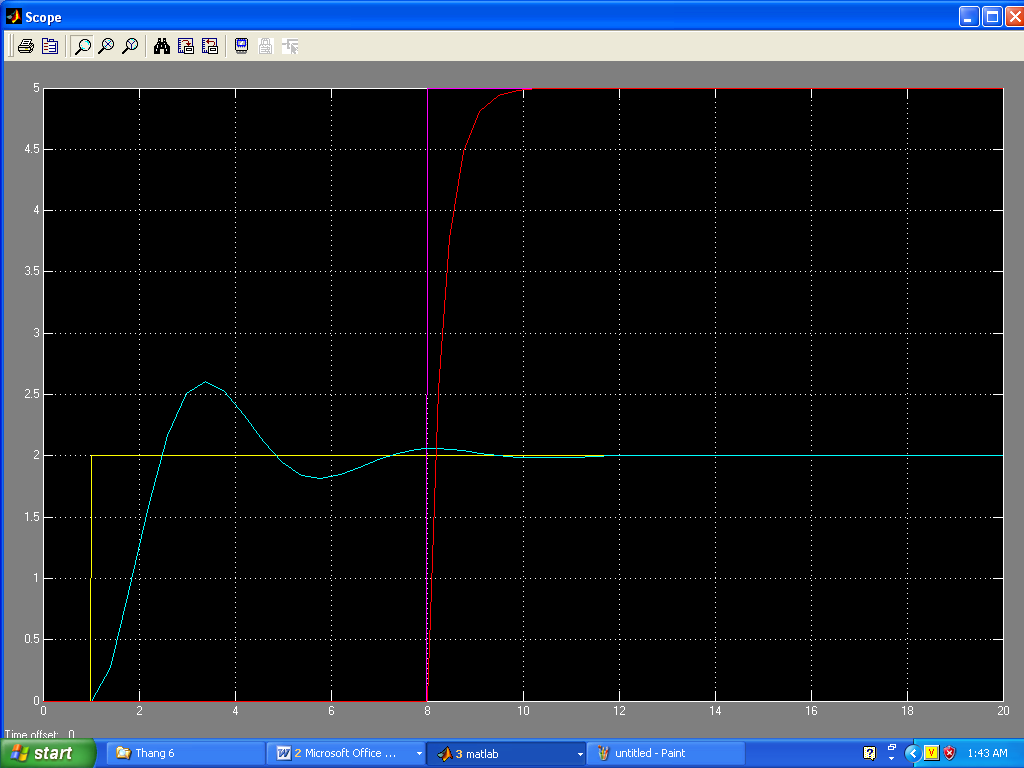 Scope
5
4.5
4
3.5
3
2.5
2
1.5
1
0.5
0
0 2 4 6 8 10 12 14 16 18 20
Time offset: 0
start Thang 6 2 Microsoft Office ... 3 matlab untitled - Paint ? V 1:43 AM